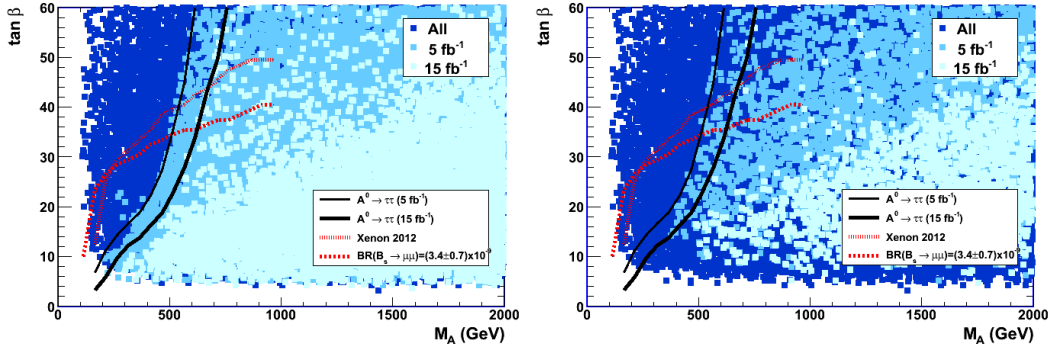 tan β
60
50
40
30
20
10
0
All
5 fb⁻¹
15 fb⁻¹
A⁰ → ττ (5 fb⁻¹)
A⁰ → ττ (15 fb⁻¹)
Xenon 2012
BR(Bₛ → μμ)=(3.4±0.7)x10⁻⁹
0 500 1000 1500 2000
M_A (GeV)
tan β
60
50
40
30
20
10
0
All
5 fb⁻¹
15 fb⁻¹
A⁰ → ττ (5 fb⁻¹)
A⁰ → ττ (15 fb⁻¹)
Xenon 2012
BR(Bₛ → μμ)=(3.4±0.7)x10⁻⁹
0 500 1000 1500 2000
M_A (GeV)